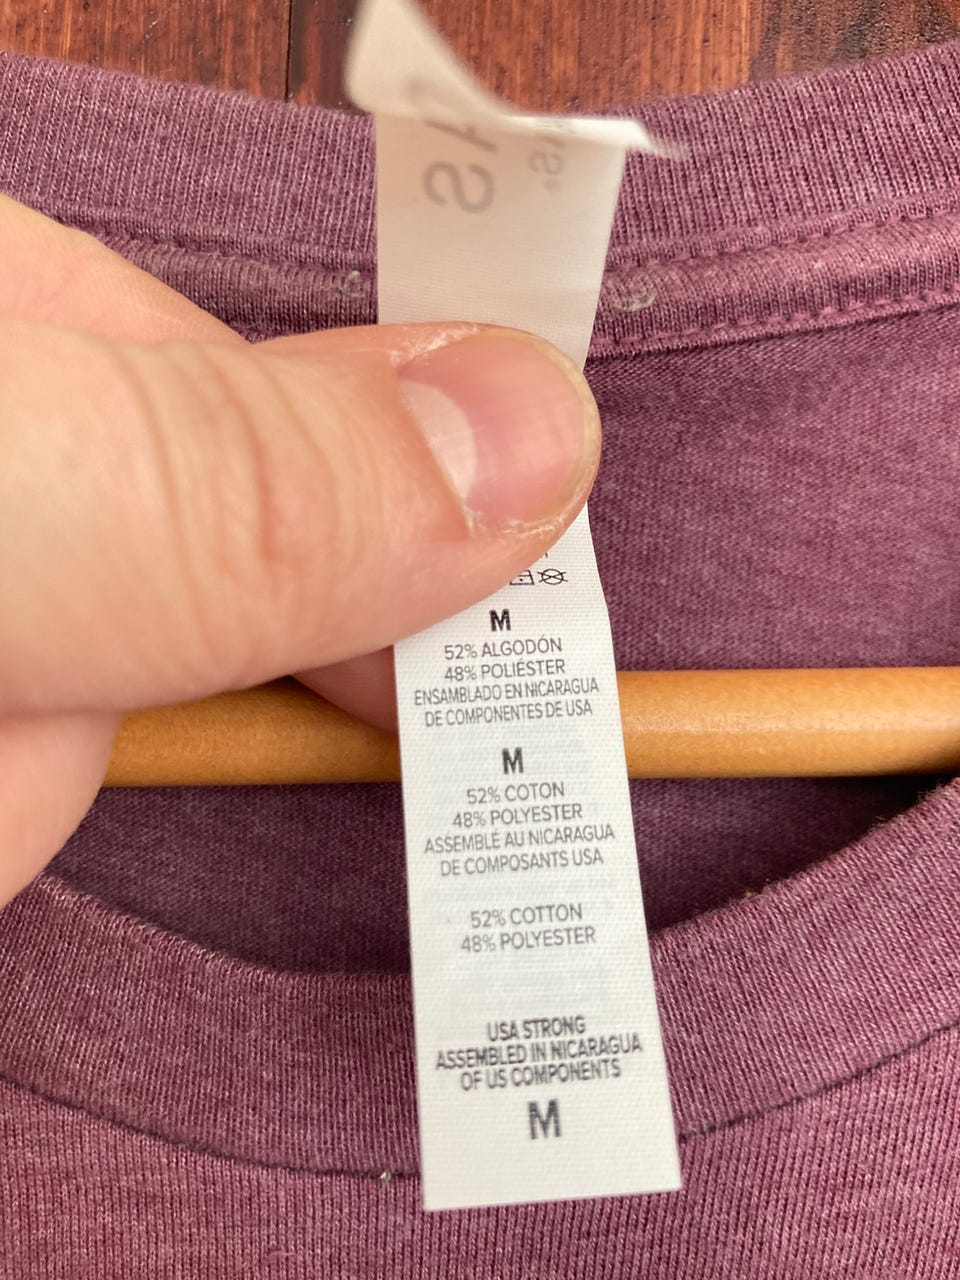 M
52% ALGODÓN
48% POLIÉSTER
ENSAMBLADO EN NICARAGUA
DE COMPONENTES DE USA
M
52% COTON
48% POLYESTER
ASSEMBLÉ AU NICARAGUA
DE COMPOSANTS USA
52% COTTON
48% POLYESTER
USA STRONG
ASSEMBLED IN NICARAGUA
OF US COMPONENTS
M